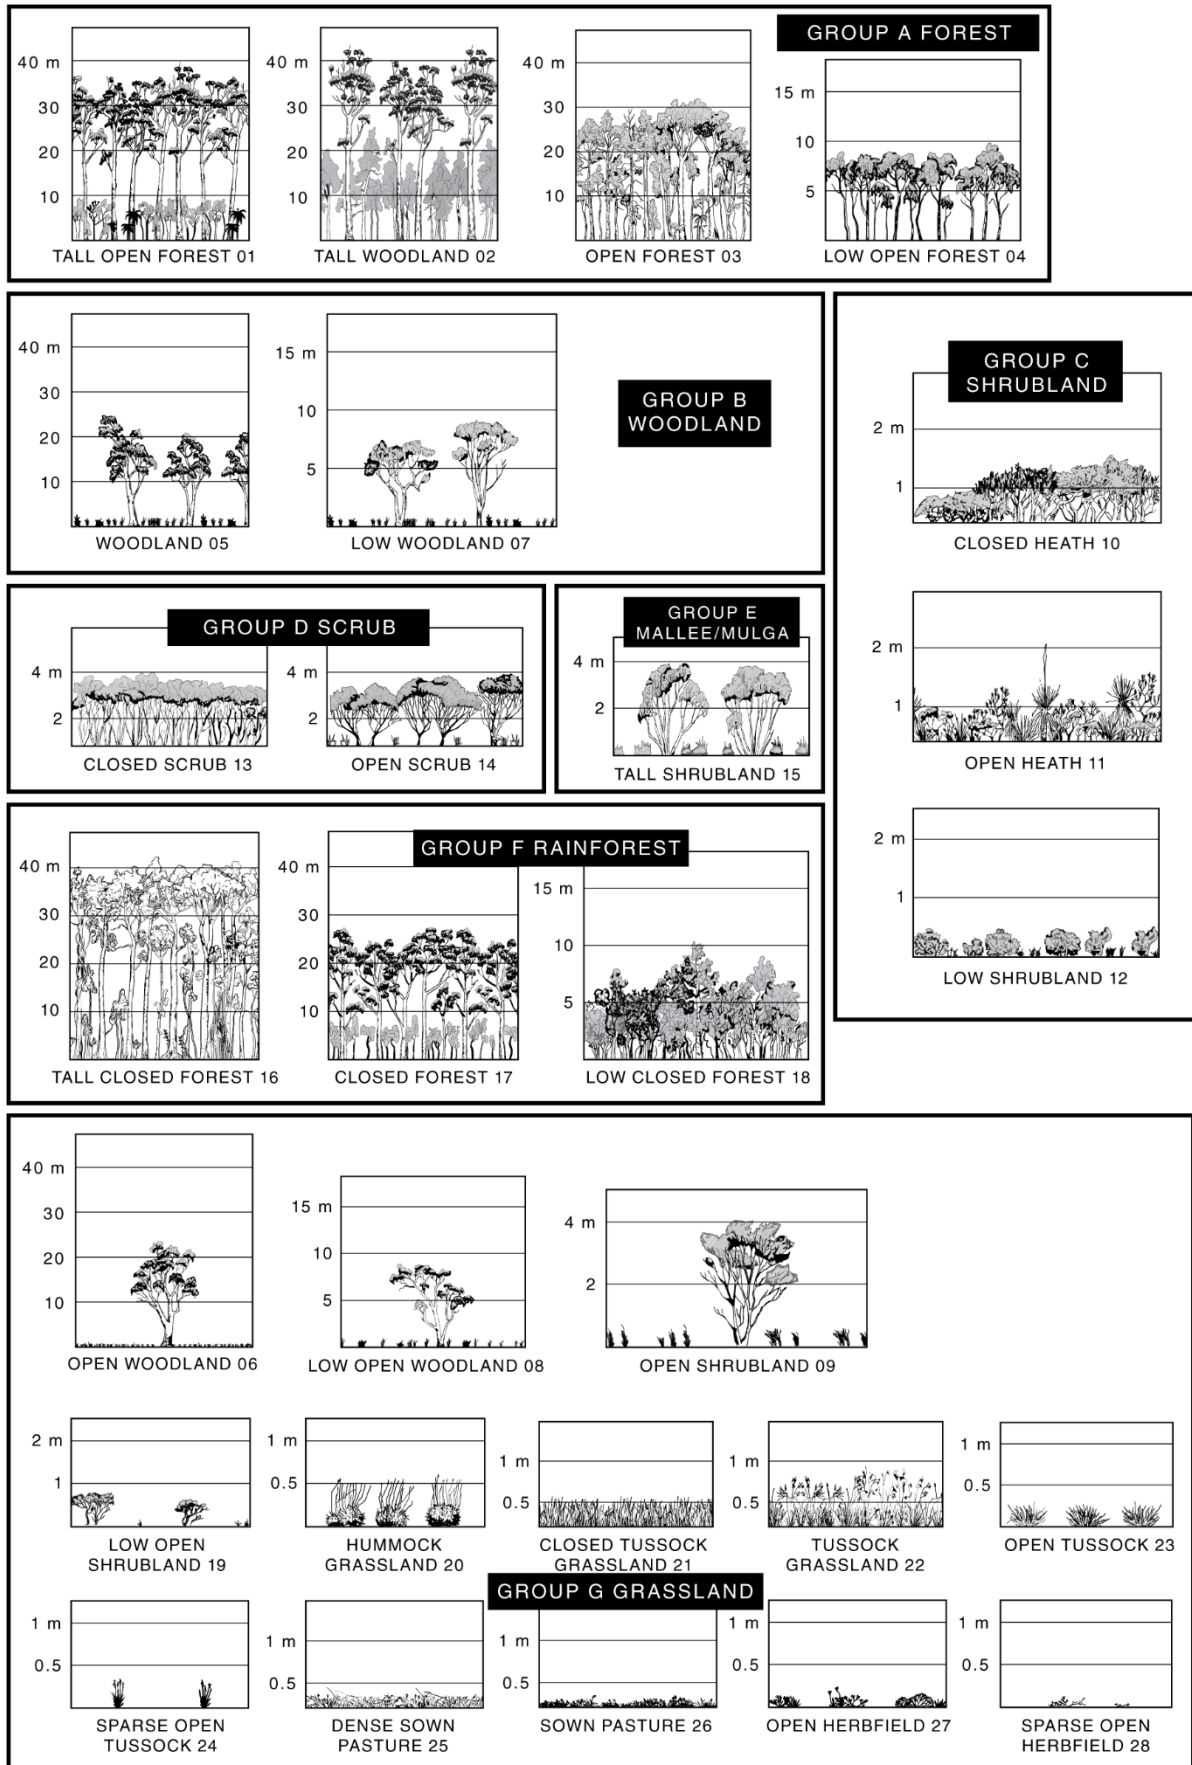 GROUP A FOREST
40 m
30
20
10
TALL OPEN FOREST 01
40 m
30
20
10
TALL WOODLAND 02
40 m
30
20
10
OPEN FOREST 03
15 m
10
5
LOW OPEN FOREST 04
40 m
30
20
10
WOODLAND 05
15 m
10
5
LOW WOODLAND 07
GROUP B
WOODLAND
GROUP C
SHRUBLAND
2 m
1
CLOSED HEATH 10
2 m
1
OPEN HEATH 11
2 m
1
LOW SHRUBLAND 12
GROUP D SCRUB
4 m
2
CLOSED SCRUB 13
4 m
2
OPEN SCRUB 14
GROUP E
MALLEE/MULGA
4 m
2
TALL SHRUBLAND 15
GROUP F RAINFOREST
40 m
30
20
10
TALL CLOSED FOREST 16
40 m
30
20
10
CLOSED FOREST 17
15 m
10
5
LOW CLOSED FOREST 18
40 m
30
20
10
OPEN WOODLAND 06
15 m
10
5
LOW OPEN WOODLAND 08
4 m
2
OPEN SHRUBLAND 09
2 m
1
LOW OPEN
SHRUBLAND 19
1 m
0.5
HUMMOCK
GRASSLAND 20
1 m
0.5
CLOSED TUSSOCK
GRASSLAND 21
1 m
0.5
TUSSOCK
GRASSLAND 22
1 m
0.5
OPEN TUSSOCK 23
GROUP G GRASSLAND
1 m
0.5
SPARSE OPEN
TUSSOCK 24
1 m
0.5
DENSE SOWN
PASTURE 25
1 m
0.5
SOWN PASTURE 26
1 m
0.5
OPEN HERBFIELD 27
1 m
0.5
SPARSE OPEN
HERBFIELD 28